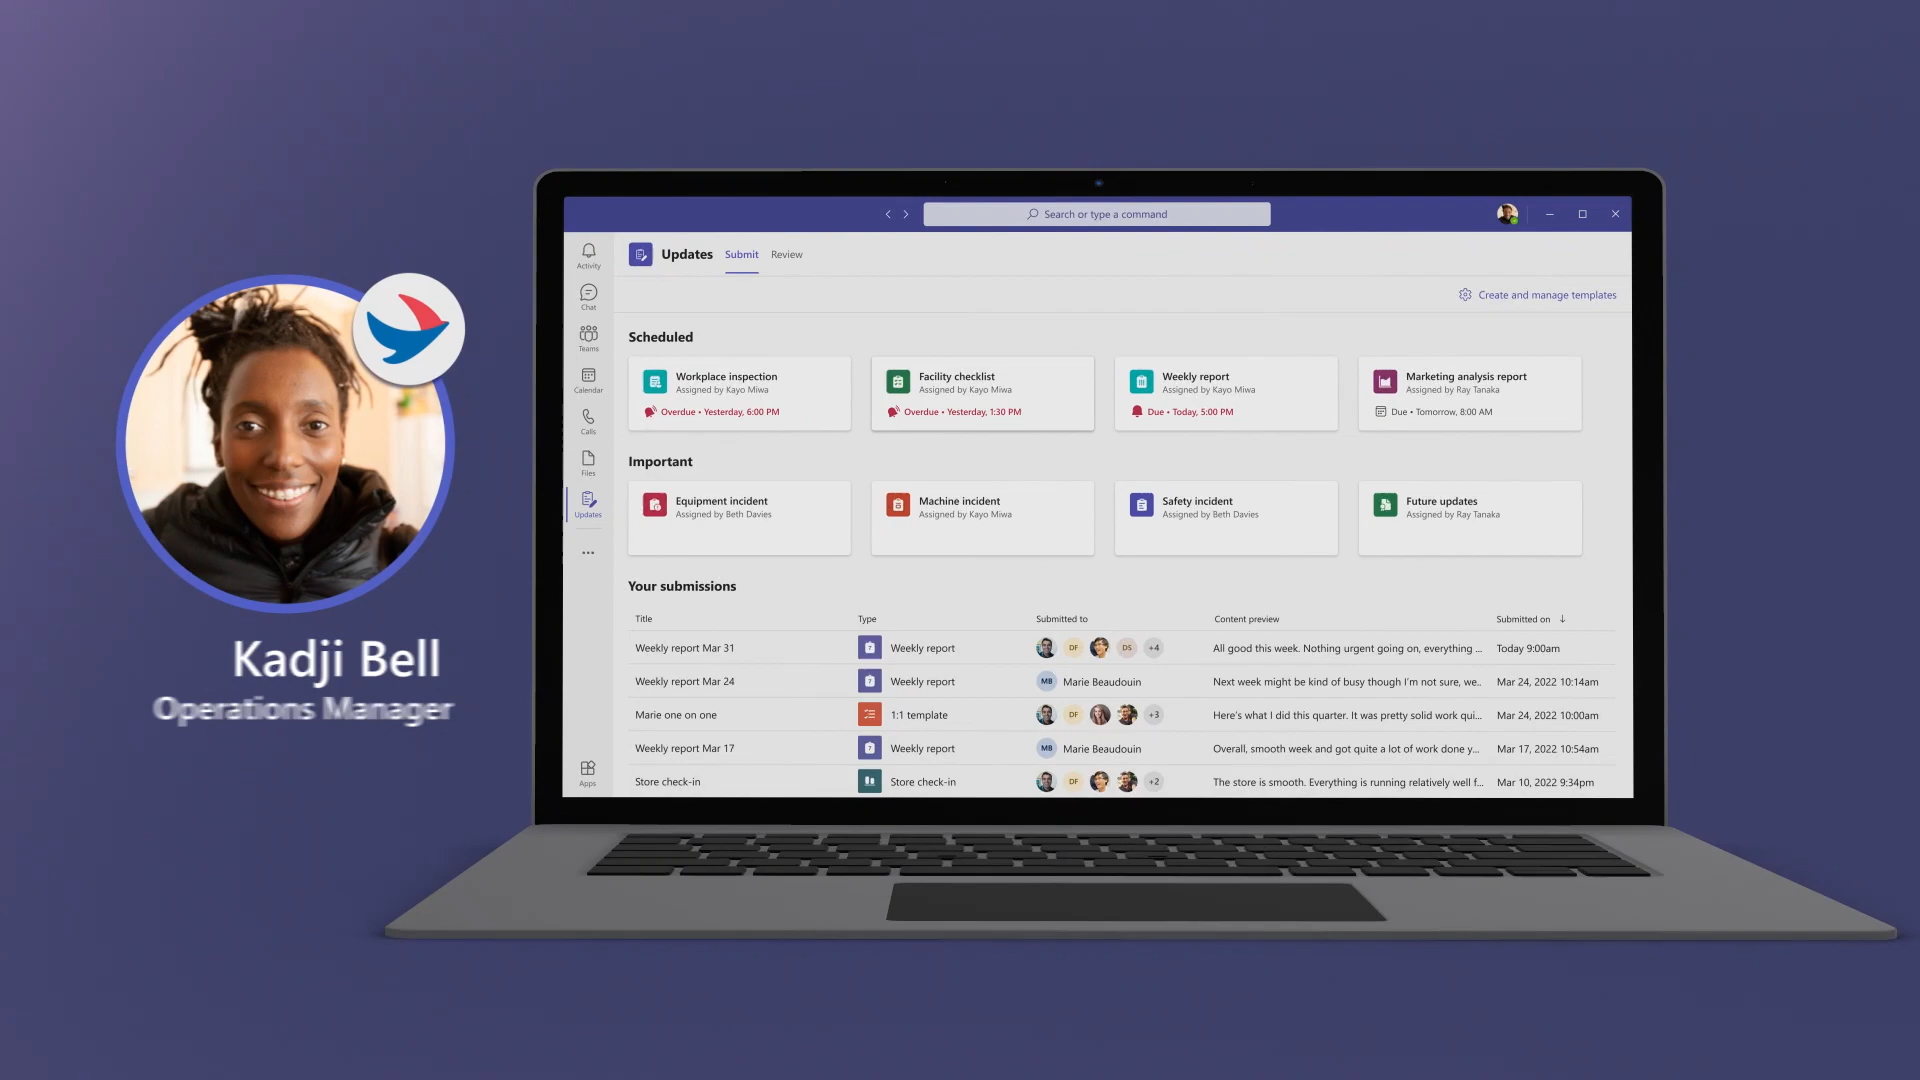 Search or type a command
Activity
Chat
Teams
Calendar
Calls
Files
Updates
...
Apps
Updates
Submit
Review
Create and manage templates
Scheduled
Workplace inspection
Assigned by Kayo Miwa
Overdue • Yesterday, 6:00 PM
Facility checklist
Assigned by Kayo Miwa
Overdue • Yesterday, 1:30 PM
Weekly report
Assigned by Kayo Miwa
Due • Today, 5:00 PM
Marketing analysis report
Assigned by Ray Tanaka
Due • Tomorrow, 8:00 AM
Important
Equipment incident
Assigned by Beth Davies
Machine incident
Assigned by Kayo Miwa
Safety incident
Assigned by Beth Davies
Future updates
Assigned by Ray Tanaka
Your submissions
Title Type Submitted to Content preview Submitted on ↓
Weekly report Mar 31 Weekly report DF DS +4 All good this week. Nothing urgent going on, everything ... Today 9:00am
Weekly report Mar 24 Weekly report MB Marie Beaudouin Next week might be kind of busy though I'm not sure, we.. Mar 24, 2022 10:14am
Marie one on one 1:1 template DF +3 Here's what I did this quarter. It was pretty solid work qui... Mar 24, 2022 10:00am
Weekly report Mar 17 Weekly report MB Marie Beaudouin Overall, smooth week and got quite a lot of work done y... Mar 17, 2022 10:54am
Store check-in Store check-in DF +2 The store is smooth. Everything is running relatively well f... Mar 10, 2022 9:34pm
Kadji Bell
Operations Manager